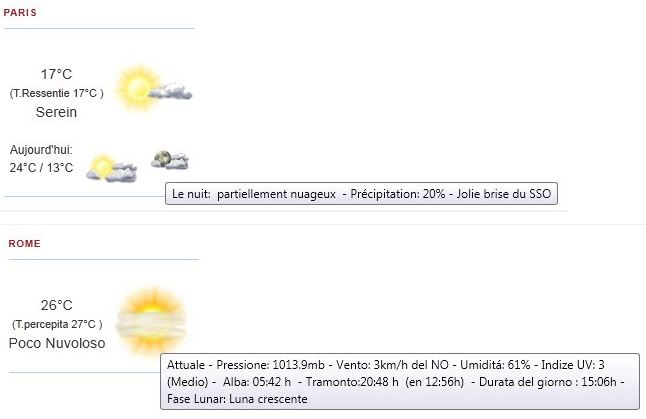 PARIS
17°C
(T.Ressentie 17°C )
Serein
Aujourd'hui:
24°C / 13°C
Le nuit:  partiellement nuageux  - Précipitation: 20% - Jolie brise du SSO
ROME
26°C
(T.percepita 27°C )
Poco Nuvoloso
Attuale - Pressione: 1013.9mb - Vento: 3km/h del NO - Umiditá: 61% - Indize UV: 3
(Medio) -  Alba: 05:42 h  - Tramonto:20:48 h  (en 12:56h)  - Durata del giorno : 15:06h -
Fase Lunar: Luna crescente